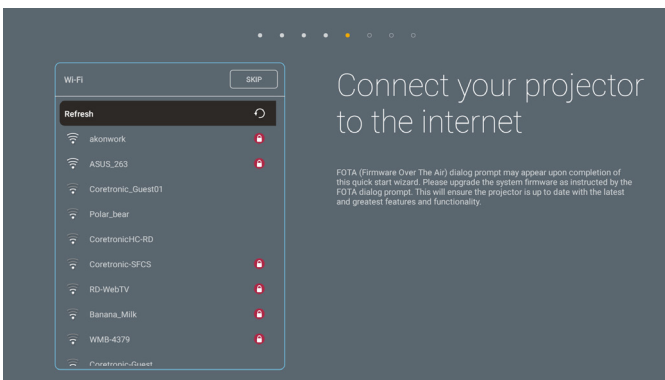 Wi-Fi
SKIP
Refresh
akonwork
ASUS_263
Coretronic_Guest01
Polar_bear
CoretronicHC-RD
Coretronic-SFCS
RD-WebTV
Banana_Milk
WMB-4379
Coretronic-Guest
Connect your projector
to the internet
FOTA (Firmware Over The Air) dialog prompt may appear upon completion of
this quick start wizard. Please upgrade the system firmware as instructed by the
FOTA dialog prompt. This will ensure the projector is up to date with the latest
and greatest features and functionality.